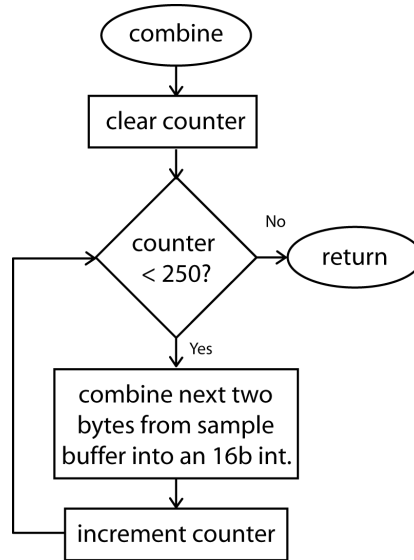 combine
clear counter
counter
< 250?
No
return
Yes
combine next two
bytes from sample
buffer into an 16b int.
increment counter